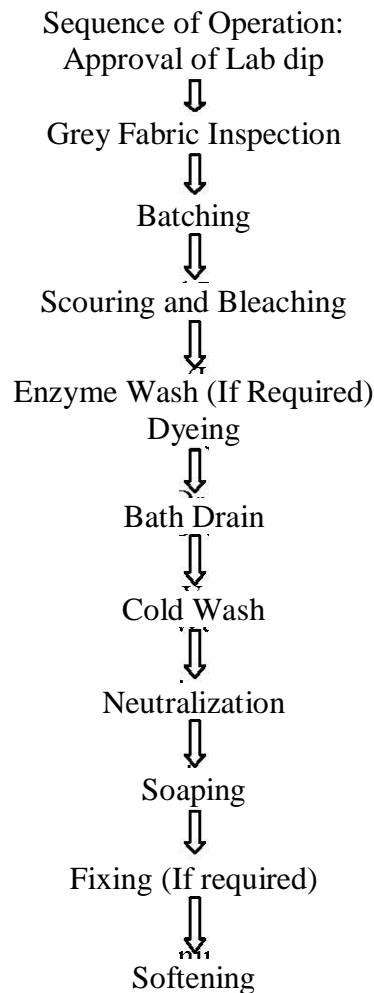 Sequence of Operation:
Approval of Lab dip
Grey Fabric Inspection
Batching
Scouring and Bleaching
Enzyme Wash (If Required)
Dyeing
Bath Drain
Cold Wash
Neutralization
Soaping
Fixing (If required)
Softening